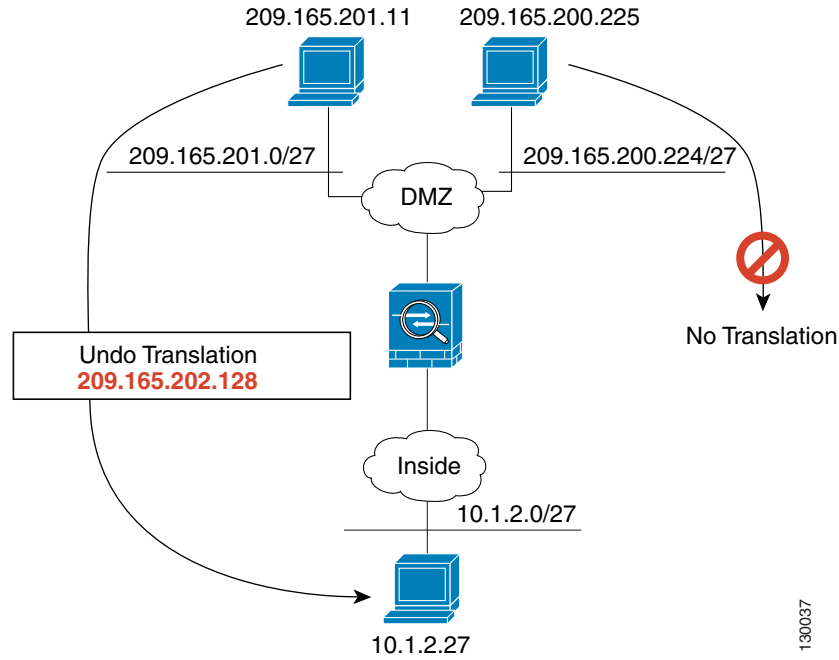 209.165.201.11
209.165.200.225
209.165.201.0/27
209.165.200.224/27
DMZ
No Translation
Undo Translation
209.165.202.128
Inside
10.1.2.0/27
10.1.2.27
130037